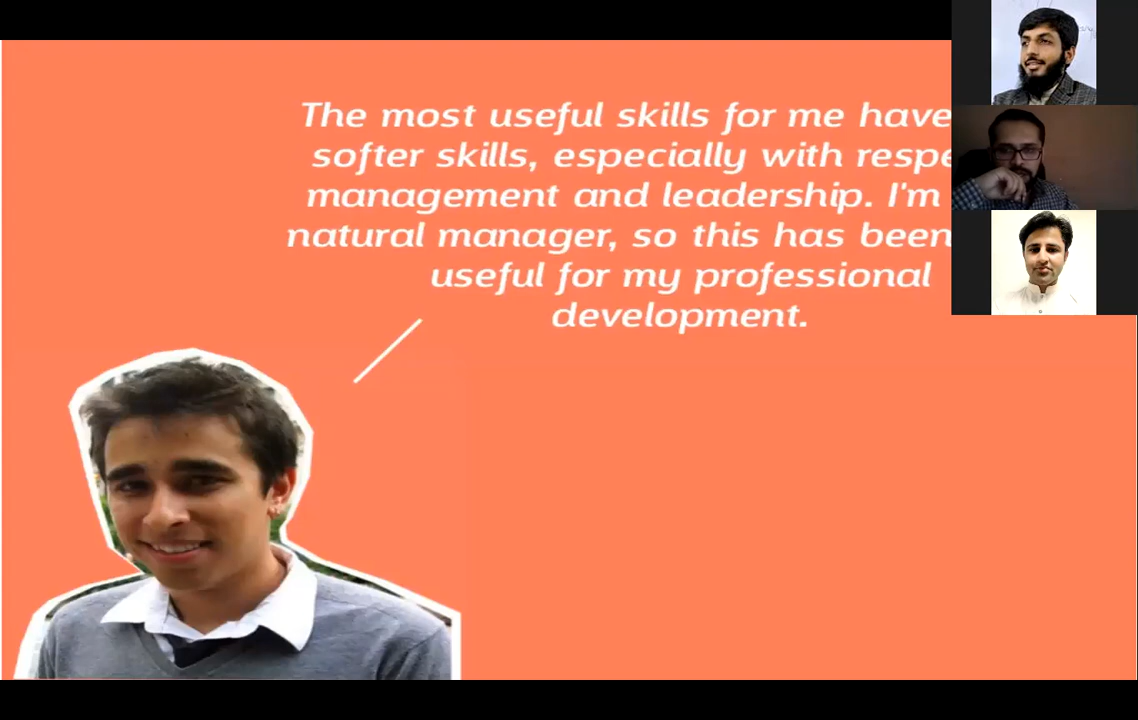 The most useful skills for me have
softer skills, especially with
management and leadership. I'm
natural manager, so this has been
useful for my professional
development.